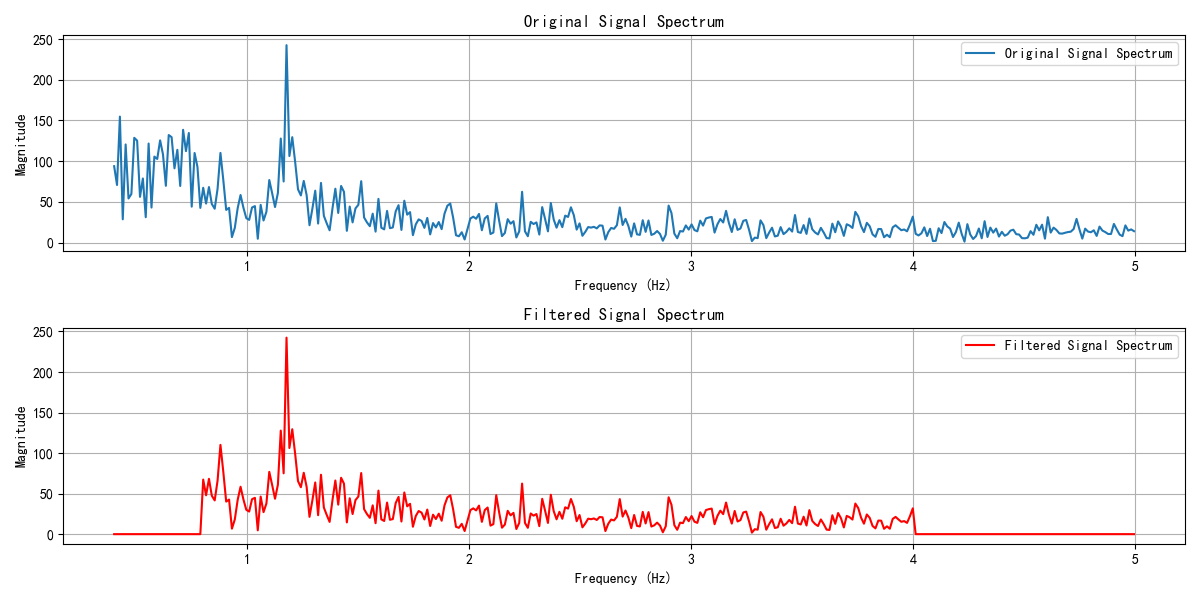 Original Signal Spectrum
250
200
150
100
50
0
Magnitude
Original Signal Spectrum
1
2
3
4
5
Frequency (Hz)
Filtered Signal Spectrum
250
200
150
100
50
0
Magnitude
Filtered Signal Spectrum
1
2
3
4
5
Frequency (Hz)